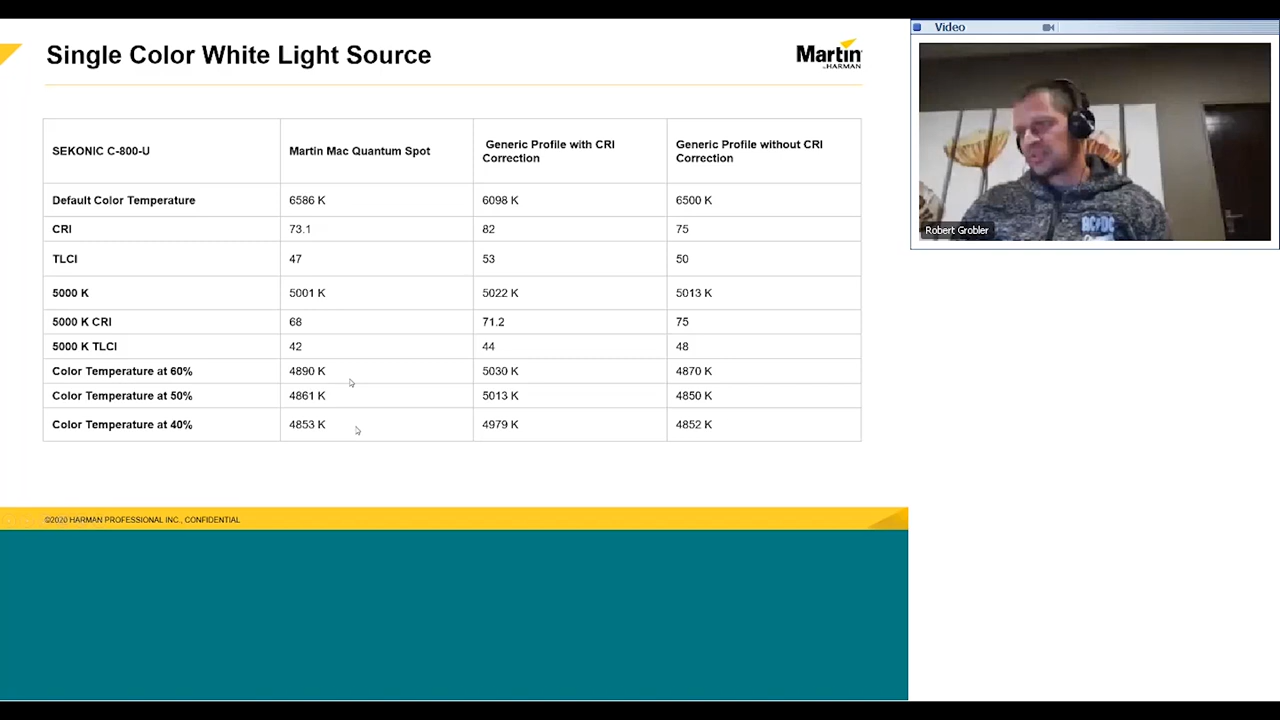 Single Color White Light Source
Martin
by HARMAN
SEKONIC C-800-U
Martin Mac Quantum Spot
Generic Profile with CRI
Correction
Generic Profile without CRI
Correction
Default Color Temperature
6586 K
6098 K
6500 K
CRI
73.1
82
75
TLCI
47
53
50
5000 K
5001 K
5022 K
5013 K
5000 K CRI
68
71.2
75
5000 K TLCI
42
44
48
Color Temperature at 60%
4890 K
5030 K
4870 K
Color Temperature at 50%
4861 K
5013 K
4850 K
Color Temperature at 40%
4853 K
4979 K
4852 K
©2020 HARMAN PROFESSIONAL INC., CONFIDENTIAL
Video
AC/DC
Robert Grobler